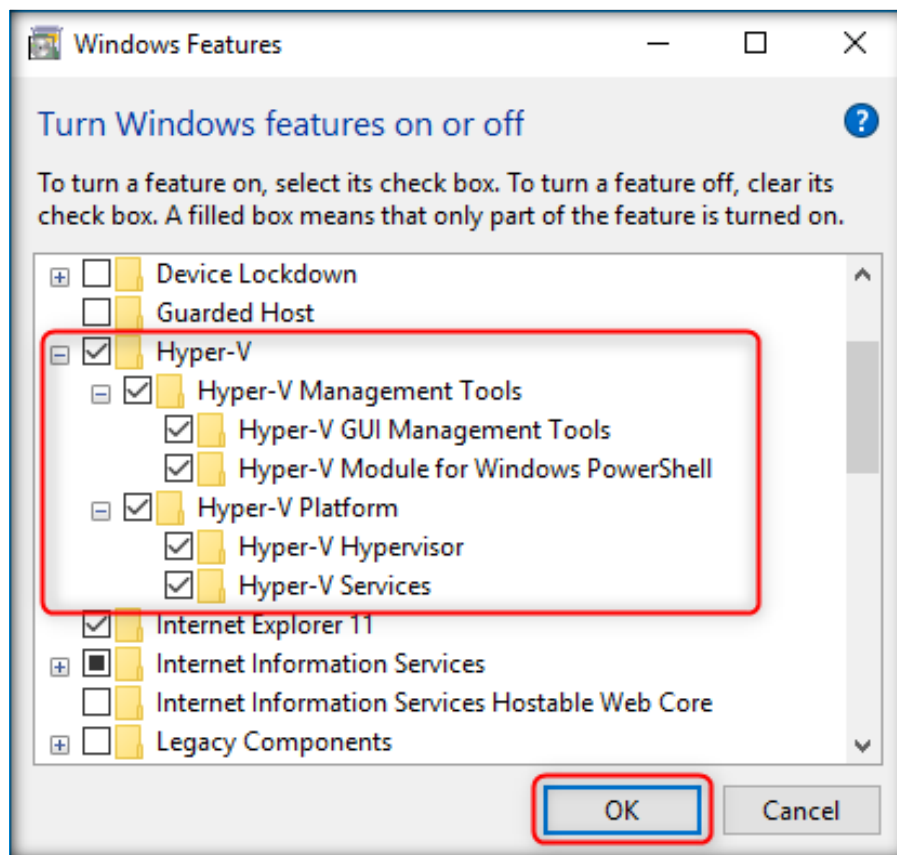 Windows Features
Turn Windows features on or off
?
To turn a feature on, select its check box. To turn a feature off, clear its
check box. A filled box means that only part of the feature is turned on.
Device Lockdown
Guarded Host
Hyper-V
Hyper-V Management Tools
Hyper-V GUI Management Tools
Hyper-V Module for Windows PowerShell
Hyper-V Platform
Hyper-V Hypervisor
Hyper-V Services
Internet Explorer 11
Internet Information Services
Internet Information Services Hostable Web Core
Legacy Components
OK Cancel